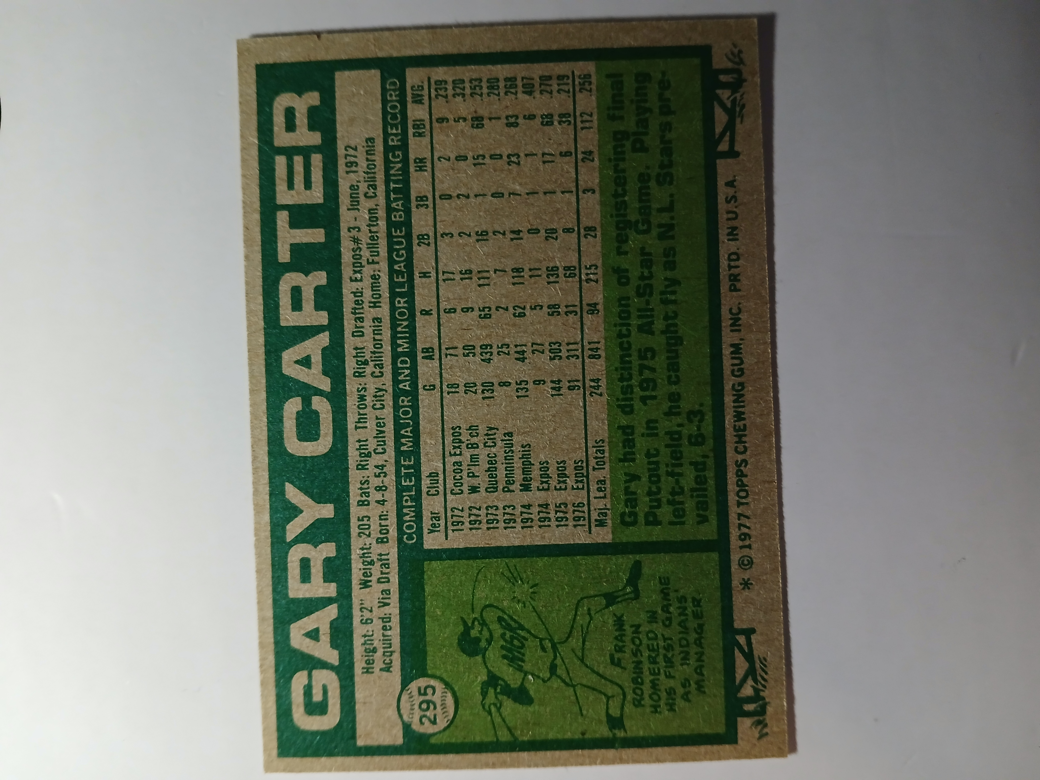 GARY CARTER
Height: 6'2" Weight: 205 Bats: Right Throws: Right Drafted: Expos#3 - June, 1972
Acquired: Via Draft Born: 4-8-54, Culver City, California Home: Fullerton, California
295
COMPLETE MAJOR AND MINOR LEAGUE BATTING RECORD
Year Club G AB R H 2B 3B HR RBI AVG.
1972 Cocoa Expos 18 71 6 17 3 0 2 9 .239
1972 W. P'lm B'ch 20 50 9 16 2 2 0 5 .320
1973 Quebec City 130 439 65 111 16 1 15 68 .253
1973 Penninsula 8 25 2 7 2 0 0 1 .280
1974 Memphis 135 441 62 118 14 7 23 83 .268
1974 Expos 9 27 5 11 0 1 1 6 .407
1975 Expos 144 503 58 136 20 1 17 68 .270
1976 Expos 91 311 31 68 8 1 6 38 .219
Maj. Lea. Totals 244 841 94 215 28 3 24 112 .256
MGR
FRANK
ROBINSON
HOMERED IN
HIS FIRST GAME
AS INDIANS'
MANAGER.
Gary had distinction of registering final
Putout in 1975 All-Star Game. Playing
left-field, he caught fly as N.L. Stars pre-
vailed, 6-3.
* © 1977 TOPPS CHEWING GUM, INC. PRTD. IN U.S.A.